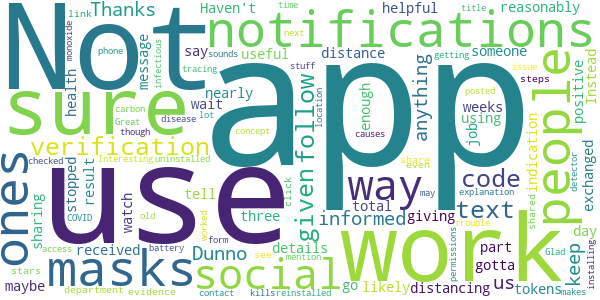 Not
app
use
work
sure
notifications
people
way
masks
social
ones
verification
code
text
follow
given
Thanks
link
Haven't
time
helpful
reasonably
message
say
useful
distance
someone
next
stuff
getting
title
phone
sounds
health
monoxide
infectious
wait
nearly
tracing
location
anything
enough
weeks
using
job
issue
steps
posted
positive
Instead
indication
exchanged
carbon
Great
disease
lot
though
causes
concept
share
even
checked
Interesting
uninstalled
stopped
result
watch
tell
three
click
total
giving
informed
shared
explanation
detector
may
sharing
COVID
old
worked
form
see
mention
Dunno
details
go
likely
distancing
part
gotta
us
tokens
keep
day
installing
trouble
permissions
Glad
makes
received
access
battery
maybe
stars
department
evidence
contact
kills
reinstalled